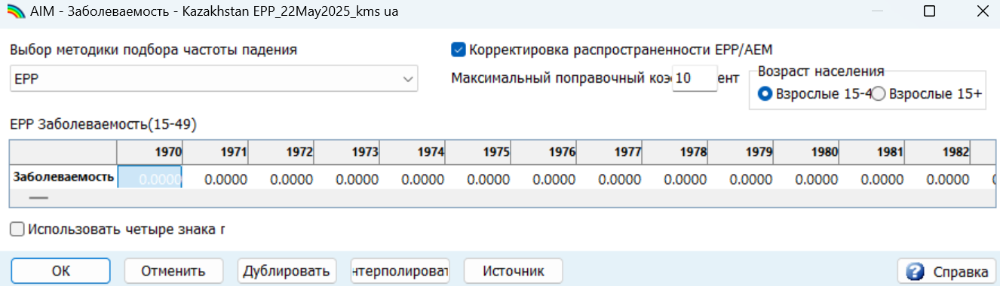 AIM - Заболеваемость - Kazakhstan EPP_22May2025_kms ua
Выбор методики подбора частоты падения
EPP
Корректировка распространенности EPP/AEM
Максимальный поправочный коэ 10 ент
Возраст населения
Взрослые 15-4 Взрослые 15+
EPP Заболеваемость(15-49)
1970 1971 1972 1973 1974 1975 1976 1977 1978 1979 1980 1981 1982
Заболеваемость 0.0000 0.0000 0.0000 0.0000 0.0000 0.0000 0.0000 0.0000 0.0000 0.0000 0.0000 0.0000 0.0000
Использовать четыре знака г
ОК Отменить Дублировать нтерполироват Источник Справка